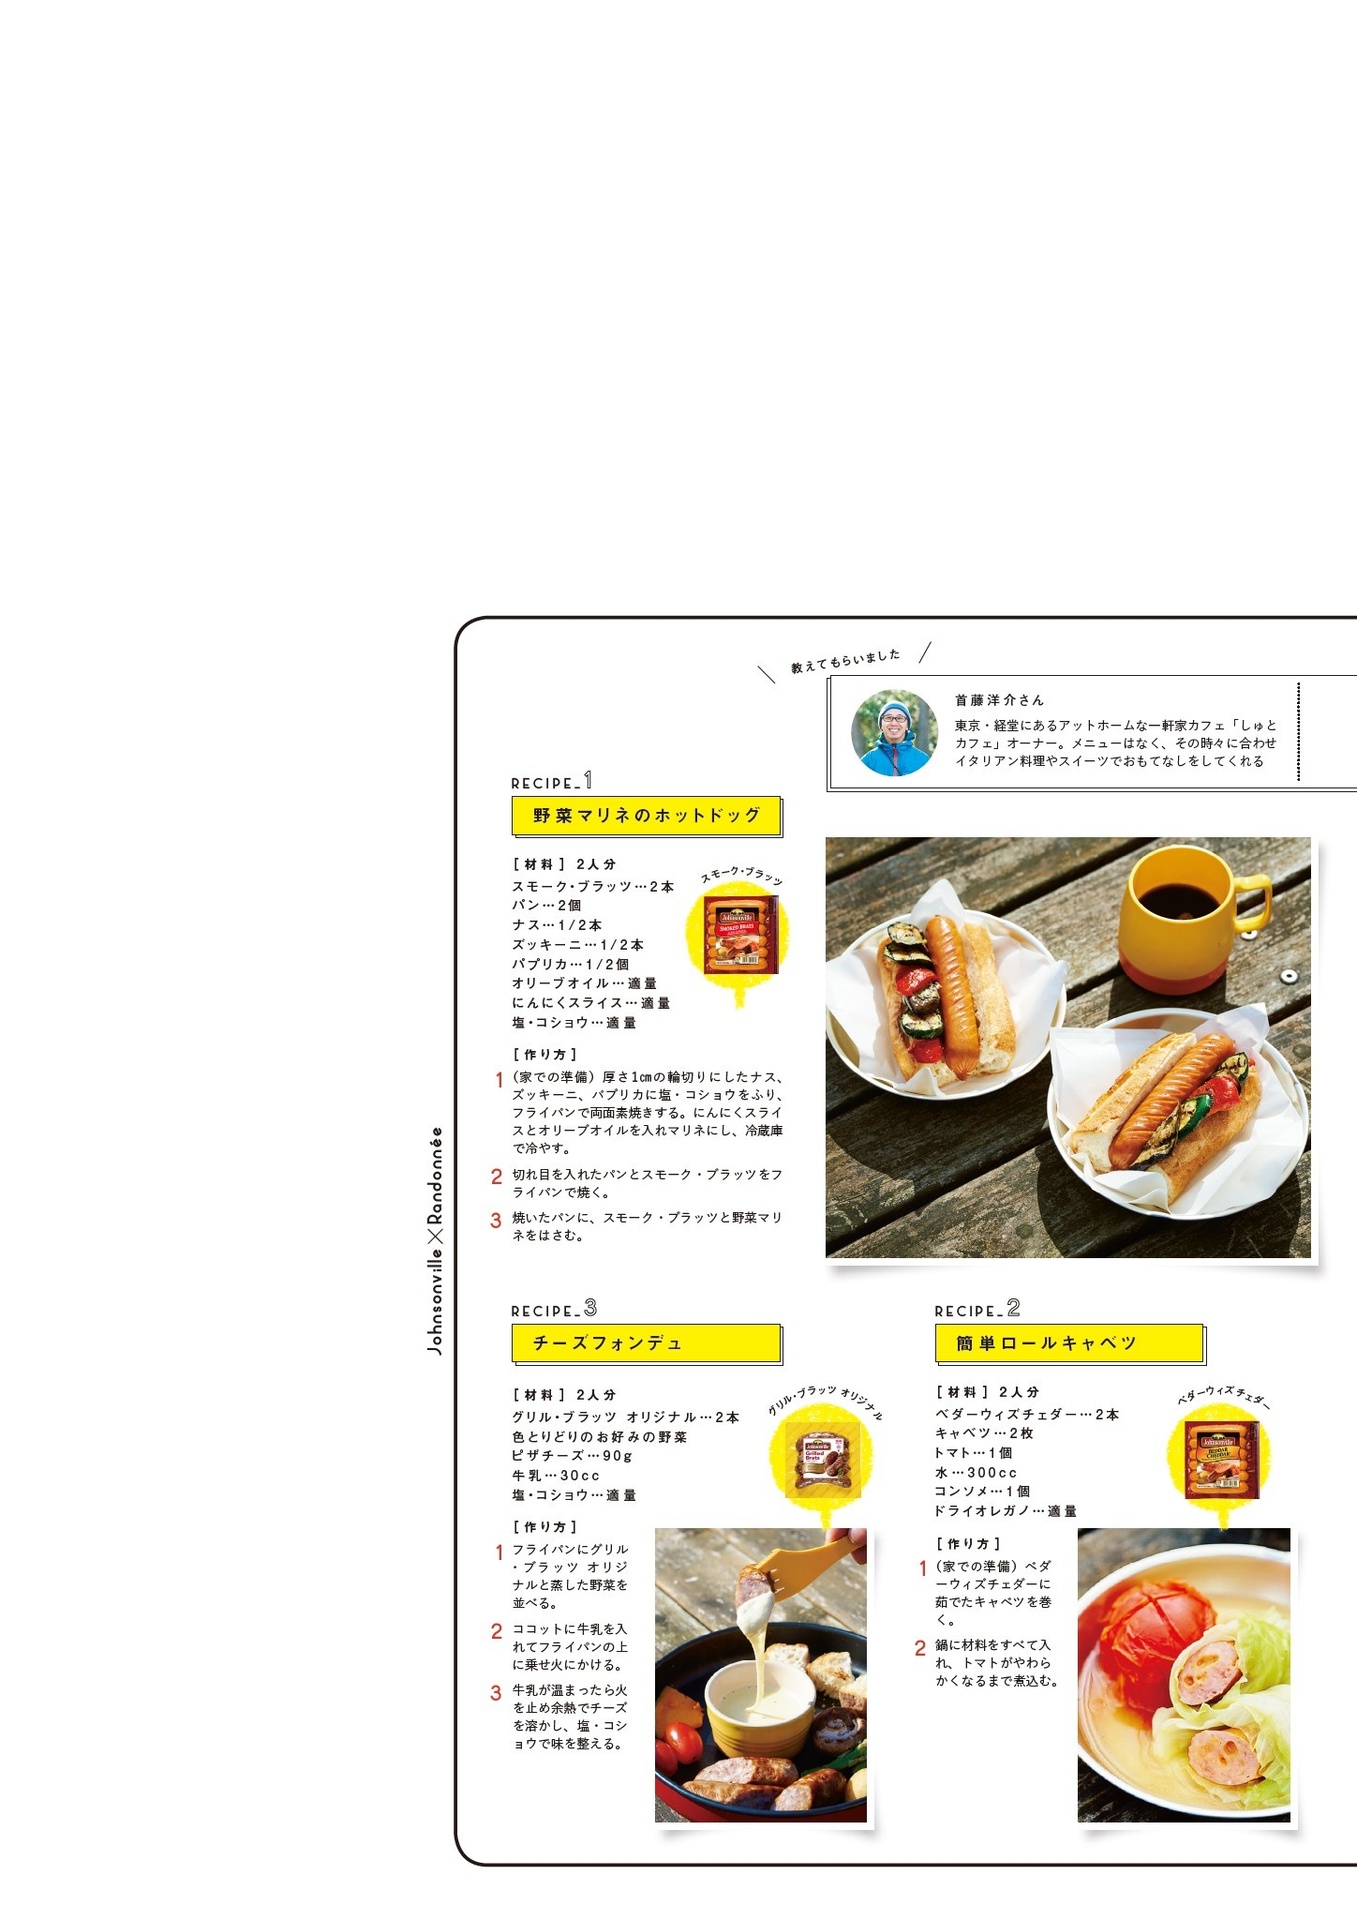 教えてもらいました
首藤洋介さん
東京・経堂にあるアットホームな一軒家カフェ「しゅと
カフェ」オーナー。メニューはなく、その時々に合わせ
イタリアン料理やスイーツでおもてなしをしてくれる
RECIPE_1
野菜マリネのホットドッグ
[材料] 2人分
スモーク・ブラッツ…2本
パン…2個
ナス…1/2本
ズッキーニ…1/2本
パプリカ…1/2個
オリーブオイル…適量
にんにくスライス…適量
塩・コショウ…適量
スモーク・ブラッツ
Johnsonville
SMOKED BRATS
[作り方]
1 (家での準備) 厚さ1㎝の輪切りにしたナス、
ズッキーニ、パプリカに塩・コショウをふり、
フライパンで両面素焼きする。にんにくスライ
スとオリーブオイルを入れマリネにし、冷蔵庫
で冷やす。
2 切れ目を入れたパンとスモーク・ブラッツをフ
ライパンで焼く。
3 焼いたパンに、スモーク・ブラッツと野菜マリ
ネをはさむ。
Johnsonville×Randonnée
RECIPE_2
簡単ロールキャベツ
[材料] 2人分
ベダーウィズチェダー…2本
キャベツ…2枚
トマト…1個
水…300cc
コンソメ…1個
ドライオレガノ…適量
ベダーウィズチェダー
Johnsonville
BEDDAR
CHEDDAR
[作り方]
1 (家での準備) ベダ
ーウィズチェダーに
茹でたキャベツを巻
く。
2 鍋に材料をすべて入
れ、トマトがやわら
かくなるまで煮込む。
RECIPE_3
チーズフォンデュ
[材料] 2人分
グリル・ブラッツ オリジナル…2本
色とりどりのお好みの野菜
ピザチーズ…90g
牛乳…30cc
塩・コショウ…適量
グリル・ブラッツ オリジナル
Johnsonville
Grilled
Brats
[作り方]
1 フライパンにグリル
・ブラッツ オリジ
ナルと蒸した野菜を
並べる。
2 ココットに牛乳を入
れてフライパンの上
に乗せ火にかける。
3 牛乳が温まったら火
を止め余熱でチーズ
を溶かし、塩・コシ
ョウで味を整える。